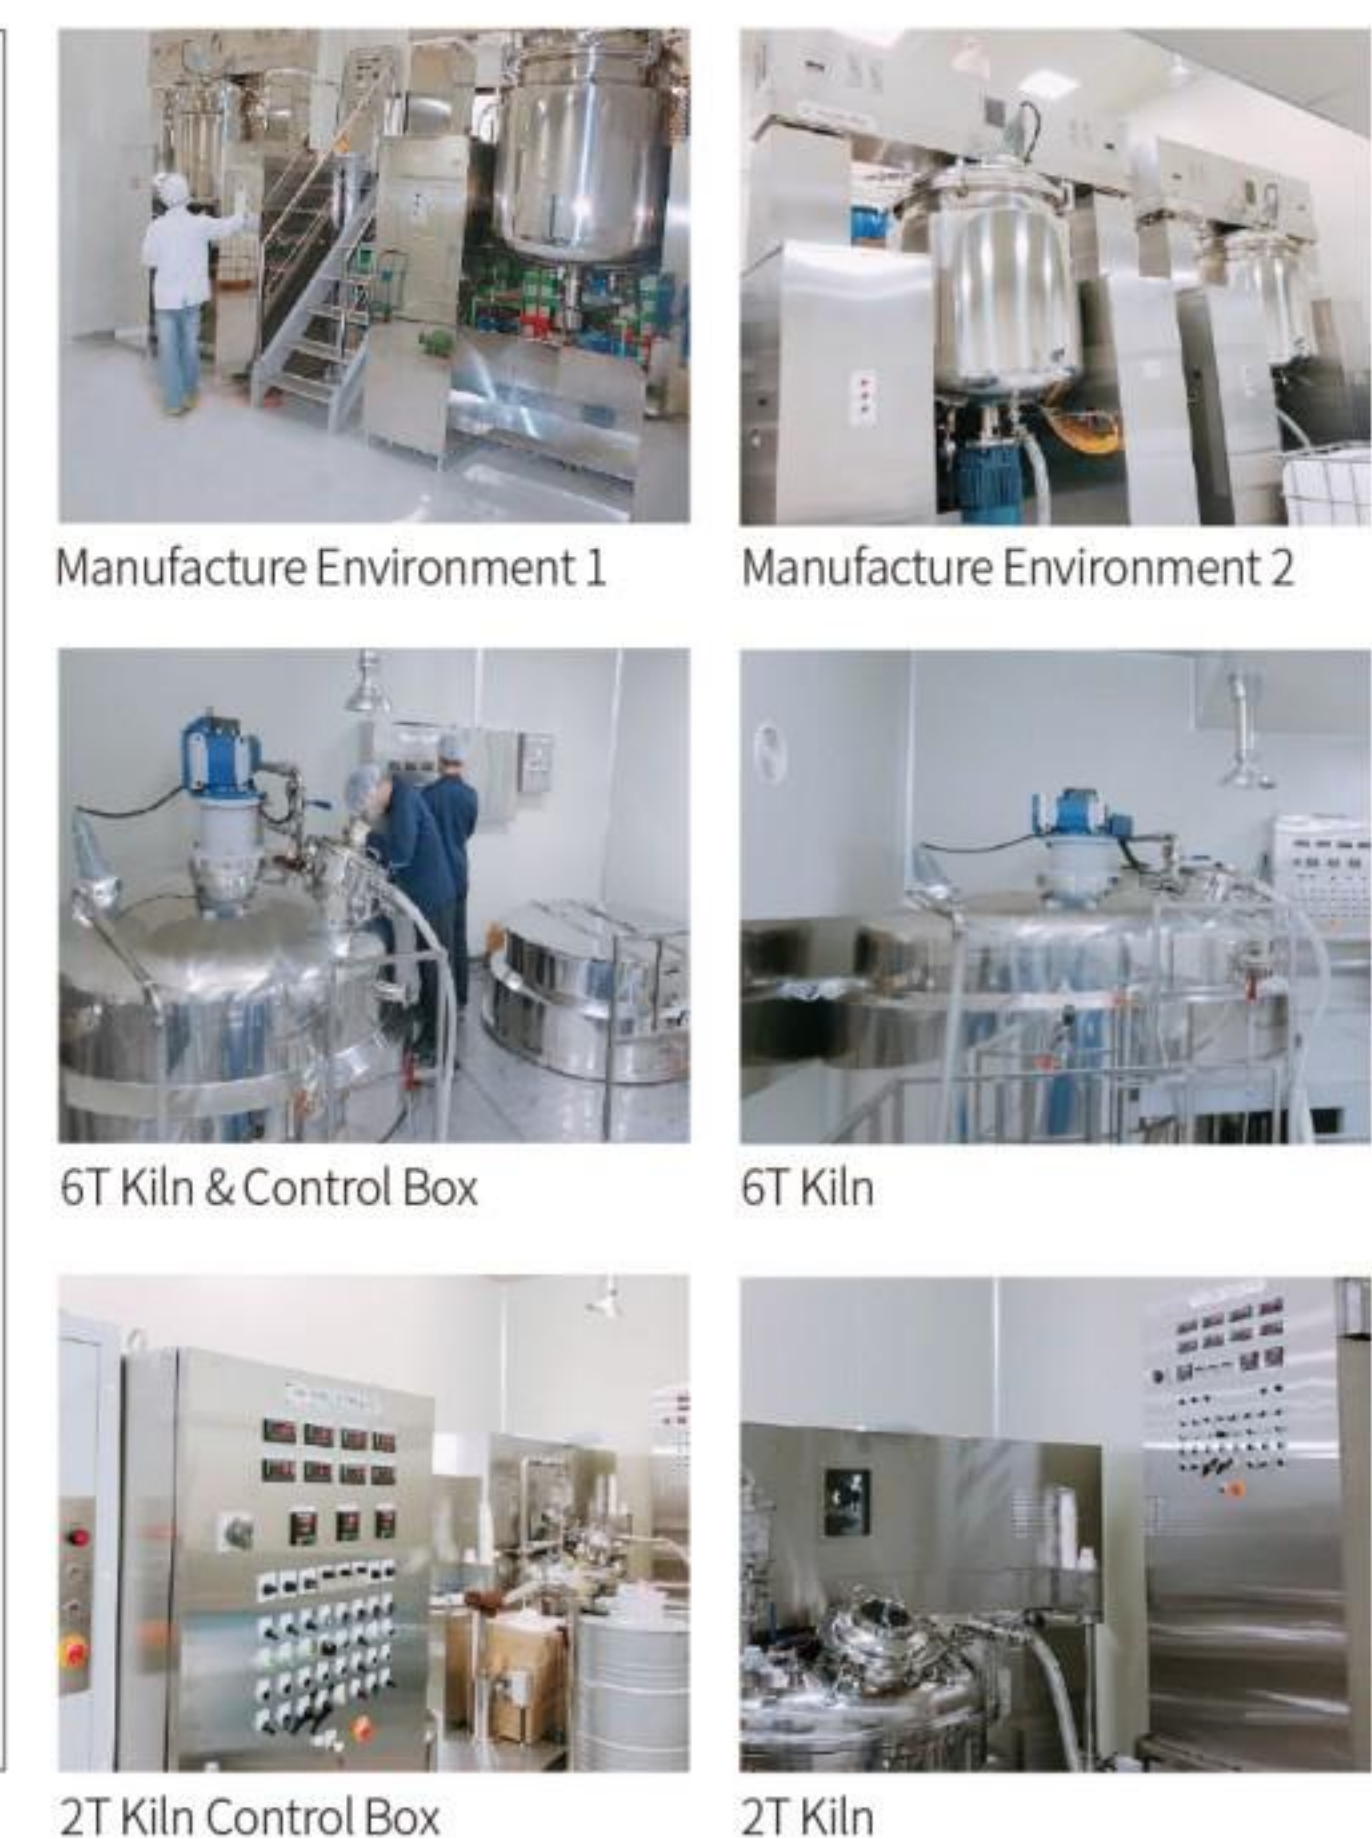 Manufacture Environment 1
Manufacture Environment 2
6T Kiln & Control Box
6T Kiln
2T Kiln Control Box
2T Kiln